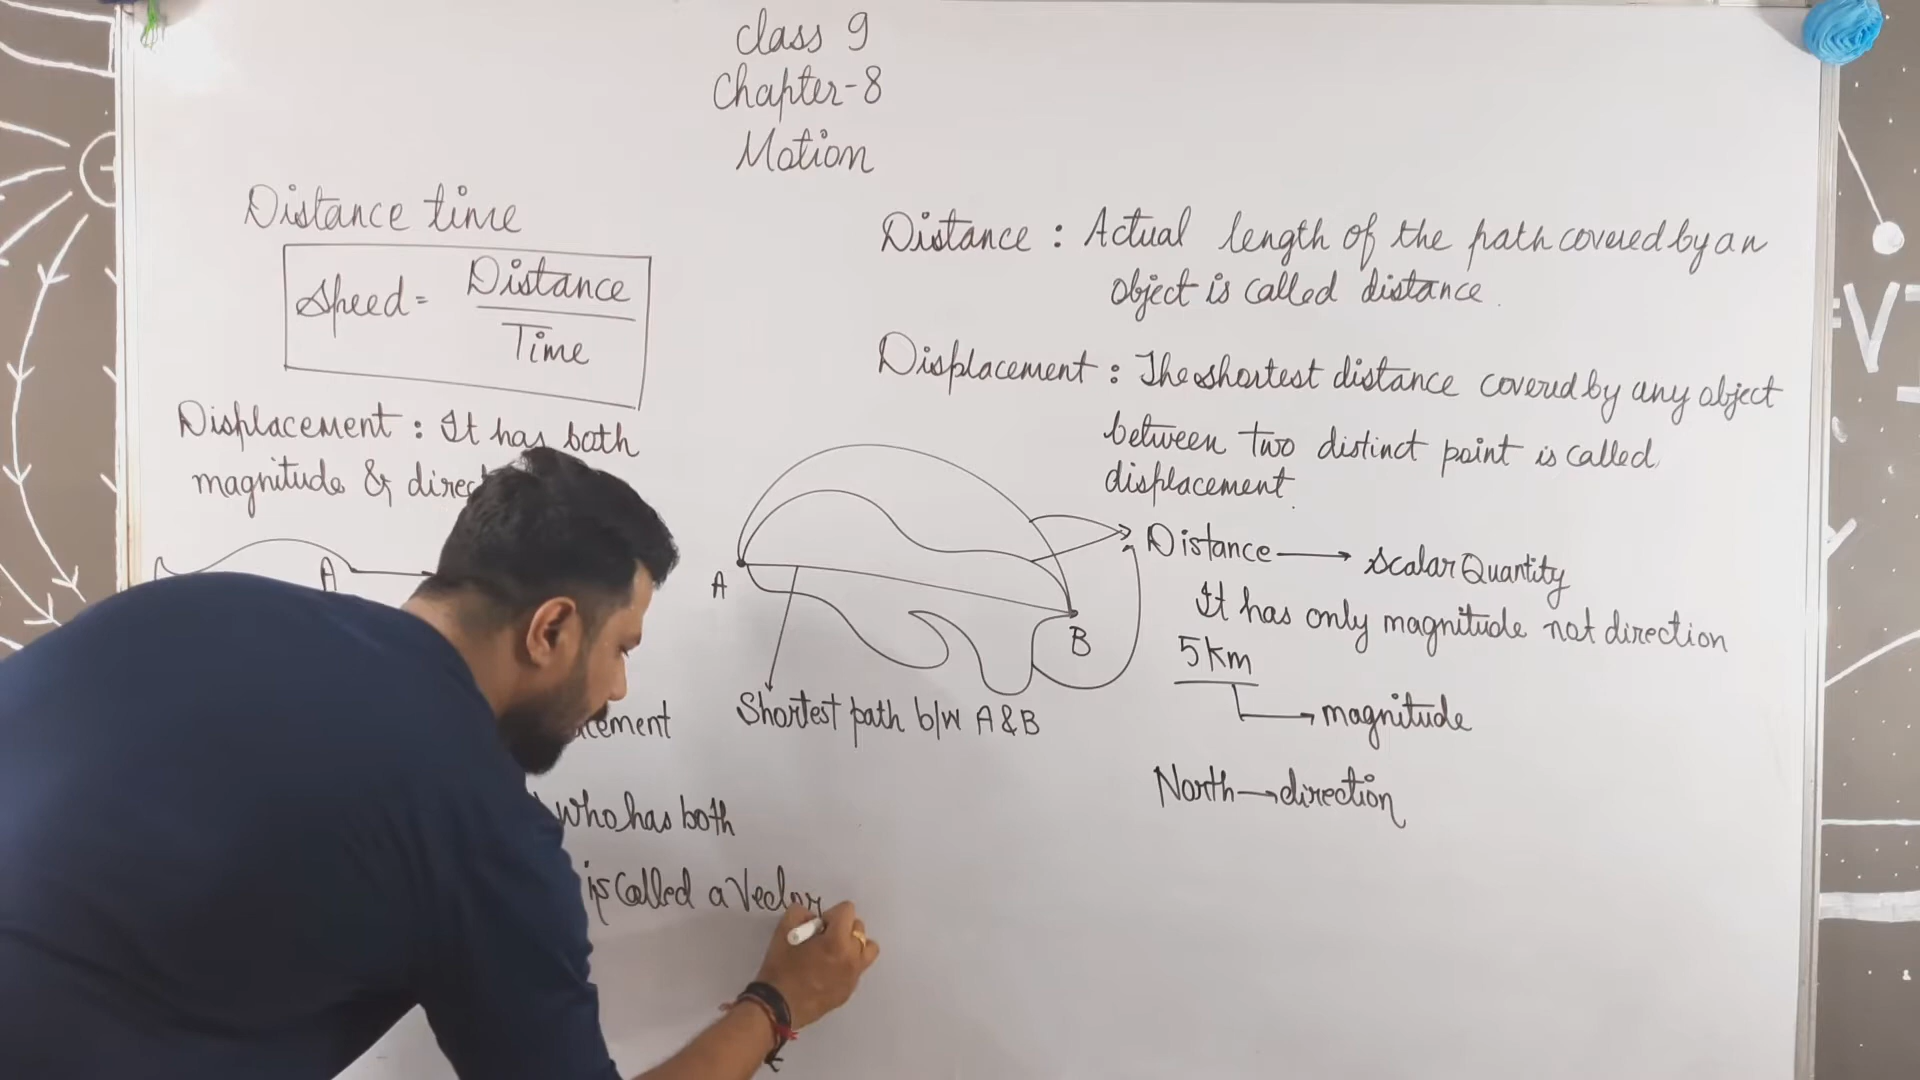 class 9
Chapter-8
Motion
Distance time
Speed = Distance
Time
Displacement : It has both
magnitude & direc
A
who has both
is called a Vector
Distance : Actual length of the path covered by an
object is called distance.
Displacement : The shortest distance covered by any object
between two distinct point is called
displacement.
A
B
Shortest path b/w A & B
Distance → scalar Quantity
It has only magnitude not direction
5 km
→ magnitude
North → direction